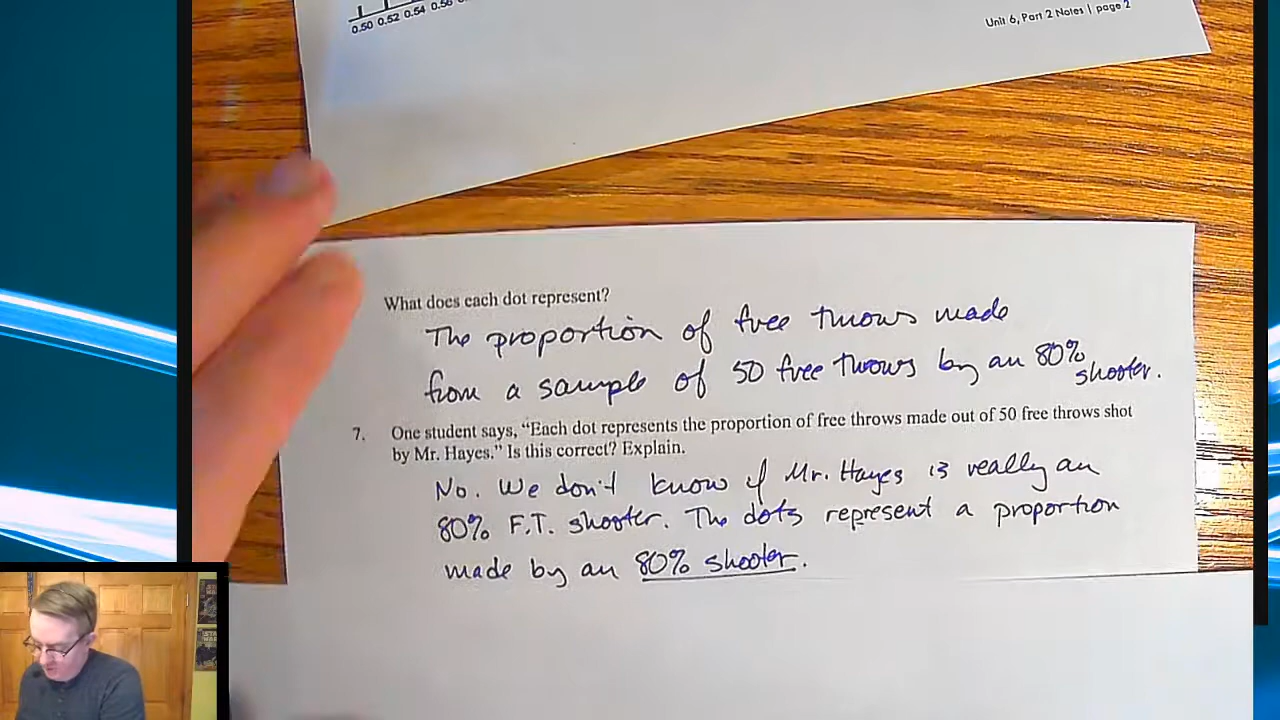 0.50 0.52 0.54 0.56
Unit 6, Part 2 Notes | page 2
What does each dot represent?
The proportion of free throws made
from a sample of 50 free throws by an 80%
shooter.
7. One student says, “Each dot represents the proportion of free throws made out of 50 free throws shot
by Mr. Hayes.” Is this correct? Explain.
No. We don't know if Mr. Hayes is really an
80% F.T. shooter. The dots represent a proportion
made by an 80% shooter.